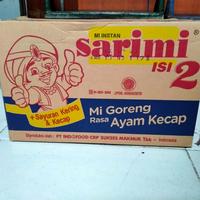 MI INSTAN
sarimi
ISI 2
+ Sayuran Kering
& Kecap
Mi Goreng
Rasa Ayam Kecap
Diproduksi oleh : PT INDOFOOD CBP SUKSES MAKMUR Tbk - Indonesia